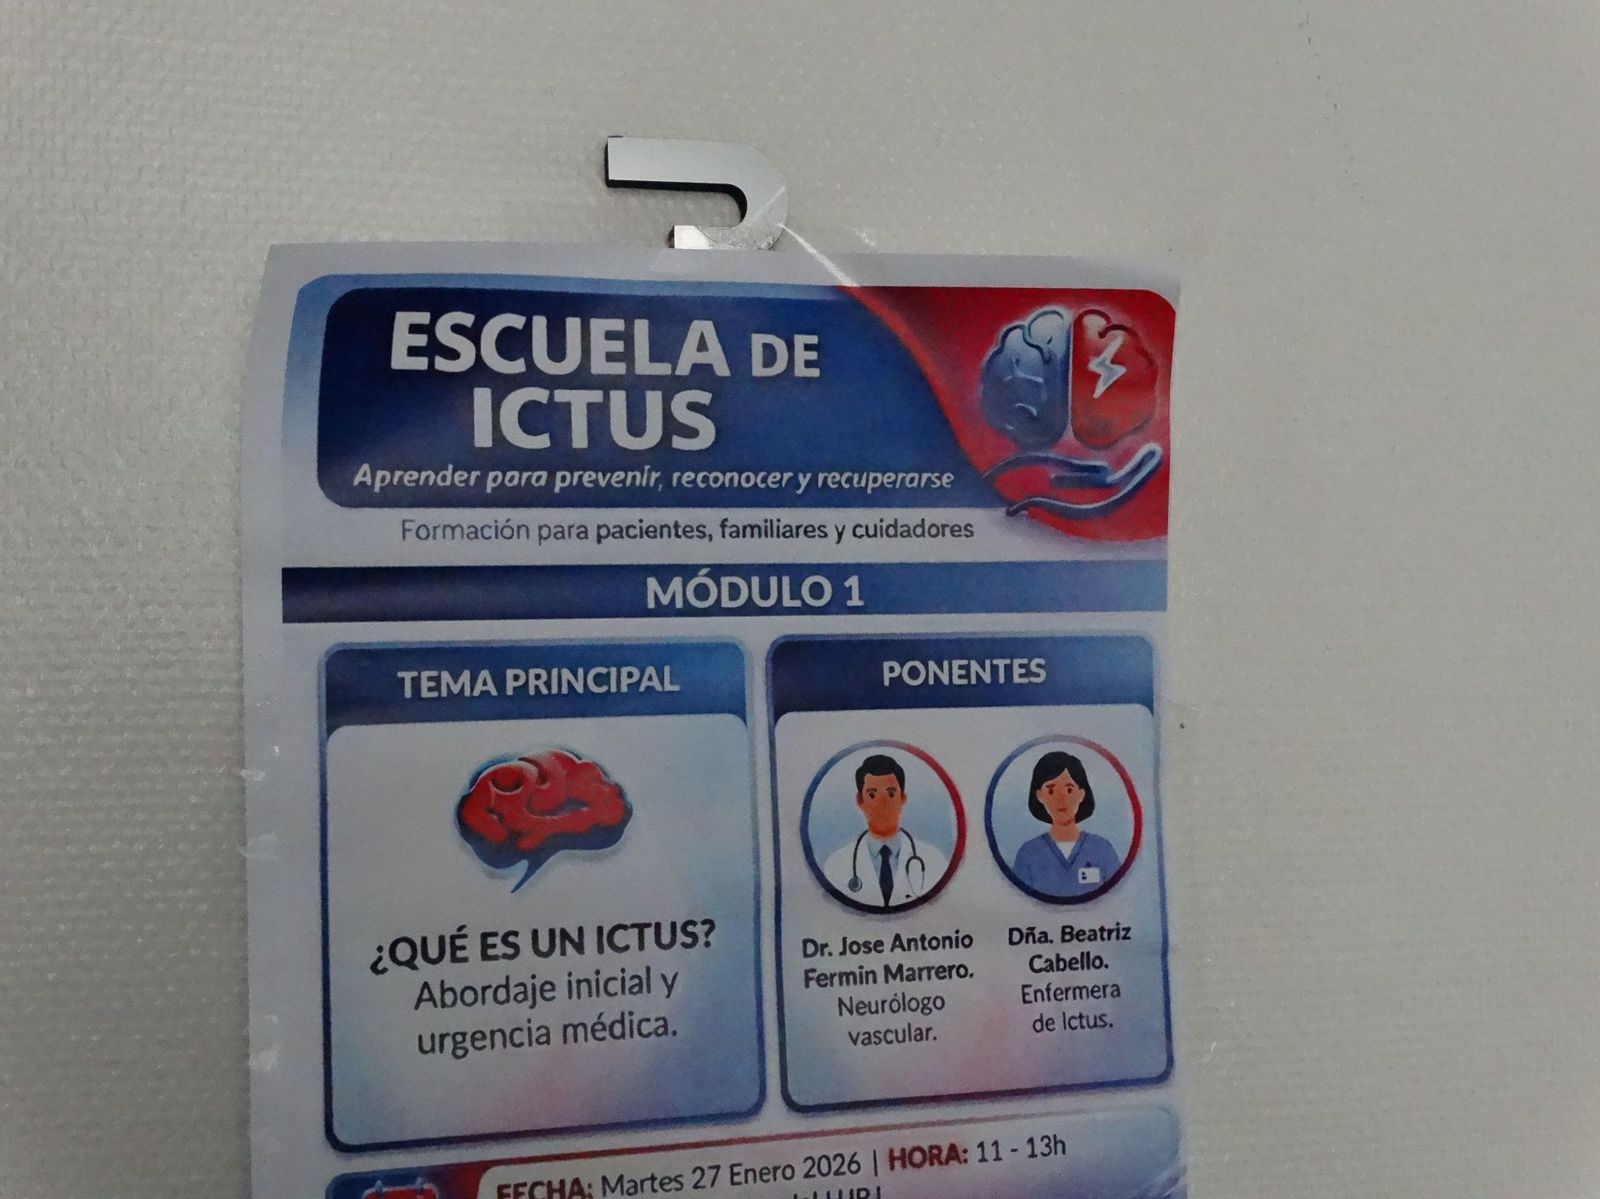 ESCUELA DE
ICTUS
Aprender para prevenir, reconocer y recuperarse
Formación para pacientes, familiares y cuidadores
MÓDULO 1
TEMA PRINCIPAL
¿QUÉ ES UN ICTUS?
Abordaje inicial y
urgencia médica.
PONENTES
Dr. Jose Antonio
Fermin Marrero.
Neurólogo
vascular.
Dña. Beatriz
Cabello.
Enfermera
de Ictus.
FECHA: Martes 27 Enero 2026 | HORA: 11 - 13h